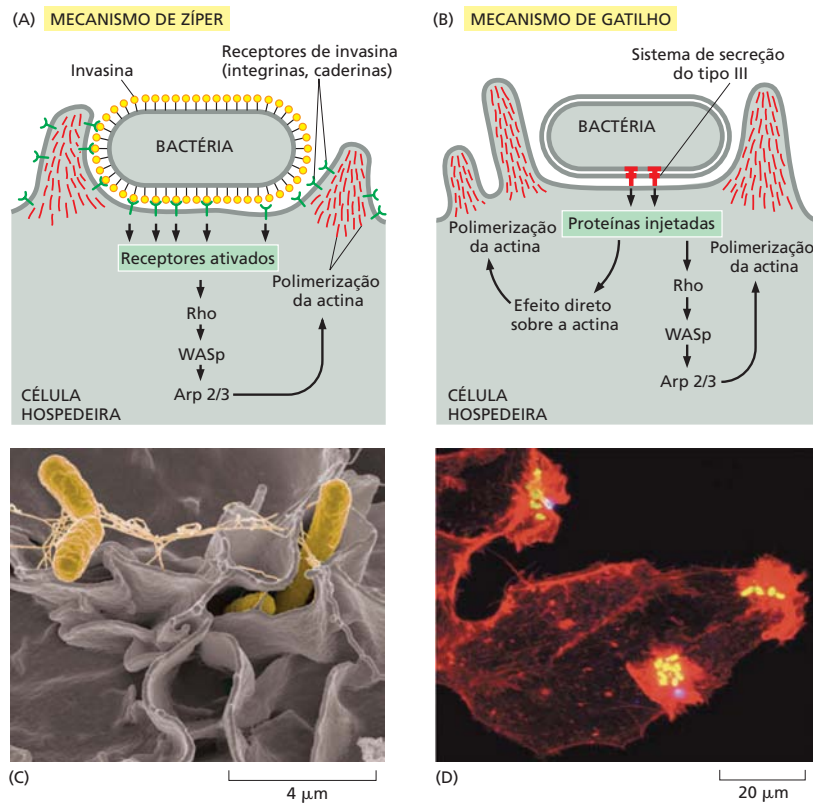 (A) MECANISMO DE ZÍPER
Invasina
Receptores de invasina
(integrinas, caderinas)
BACTÉRIA
Receptores ativados
Polimerização
da actina
Rho
WASp
Arp 2/3
CÉLULA
HOSPEDEIRA
(B) MECANISMO DE GATILHO
Sistema de secreção
do tipo III
BACTÉRIA
Proteínas injetadas
Polimerização
da actina
Polimerização
da actina
Efeito direto
sobre a actina
Rho
WASp
Arp 2/3
CÉLULA
HOSPEDEIRA
(C)
4 μm
(D)
20 μm